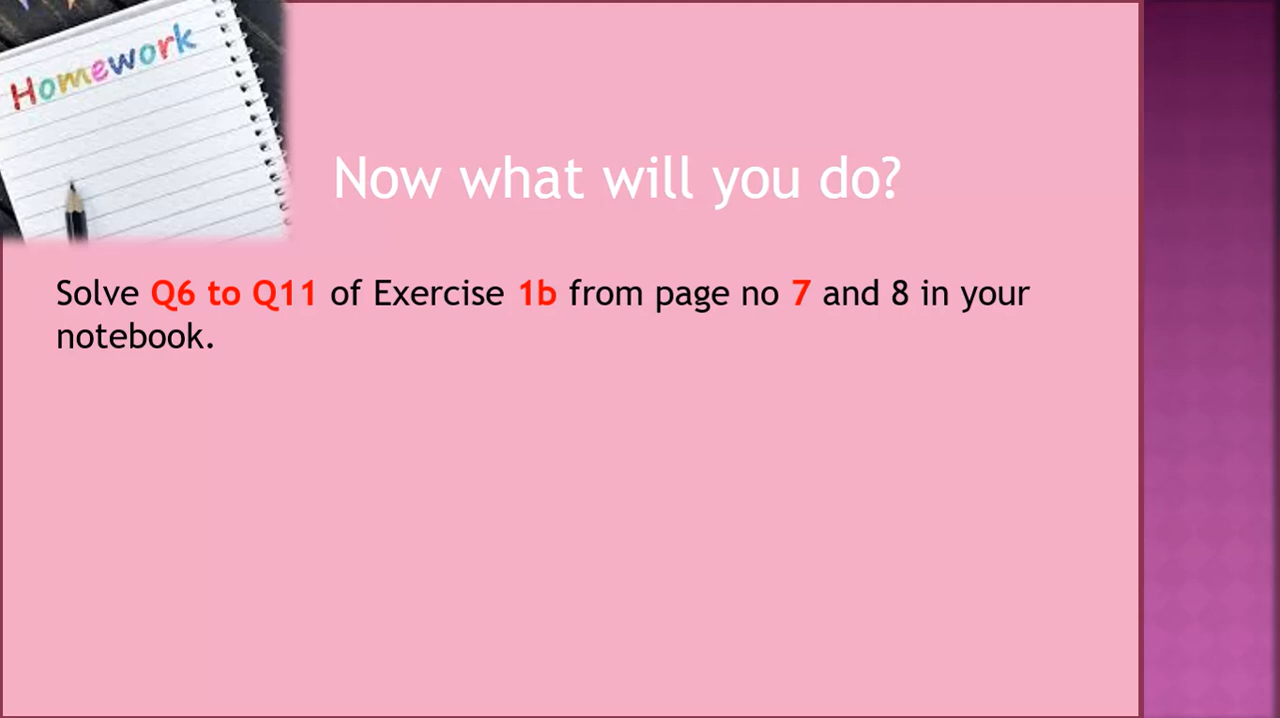 Homework
Now what will you do?
Solve Q6 to Q11 of Exercise 1b from page no 7 and 8 in your
notebook.